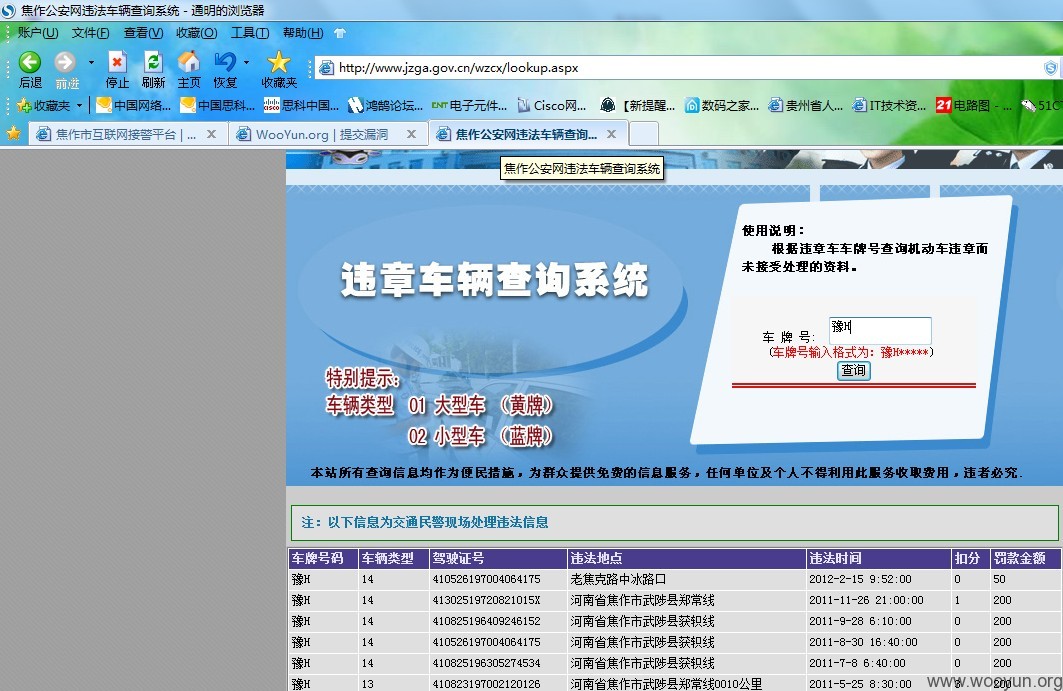 焦作公安网违法车辆查询系统 - 通明的浏览器
账户(U) 文件(F) 查看(V) 收藏(O) 工具(T) 帮助(H)
后退 前进 停止 刷新 主页 恢复 收藏夹
http://www.jzga.gov.cn/wzcx/lookup.aspx
收藏夹 中国网络... 中国思科... 思科中国... 鸿鹄论坛... 电子元件... Cisco网... 【新提醒... 数码之家... 贵州省人... IT技术资... 电路图 - ... 51C
焦作市互联网接警平台 | ... WooYun.org | 提交漏洞 焦作公安网违法车辆查询...
焦作公安网违法车辆查询系统
使用说明：
根据违章车车牌号查询机动车违章而
未接受处理的资料。
违章车辆查询系统
车 牌 号: 豫H
(车牌号输入格式为：豫H*****)
查询
特别提示：
车辆类型 01 大型车 （黄牌）
02 小型车 （蓝牌）
本站所有查询信息均作为便民措施，为群众提供免费的信息服务，任何单位及个人不得利用此服务收取费用，违者必究.
注：以下信息为交通民警现场处理违法信息
车牌号码 车辆类型 驾驶证号 违法地点 违法时间 扣分 罚款金额
豫H 14 410526197004064175 老焦克路中冰路口 2012-2-15 9:52:00 0 50
豫H 14 41302519720821015X 河南省焦作市武陟县郑常线 2011-11-26 21:00:00 1 200
豫H 14 410825196409246152 河南省焦作市武陟县获轵线 2011-9-28 6:10:00 0 200
豫H 14 410526197004064175 河南省焦作市武陟县获轵线 2011-8-30 16:40:00 0 200
豫H 14 410825196305274534 河南省焦作市武陟县获轵线 2011-7-8 6:40:00 0 200
豫H 13 410823197002120126 河南省焦作市武陟县郑常线0010公里 2011-5-25 8:30:00 200
www.wooyun.org